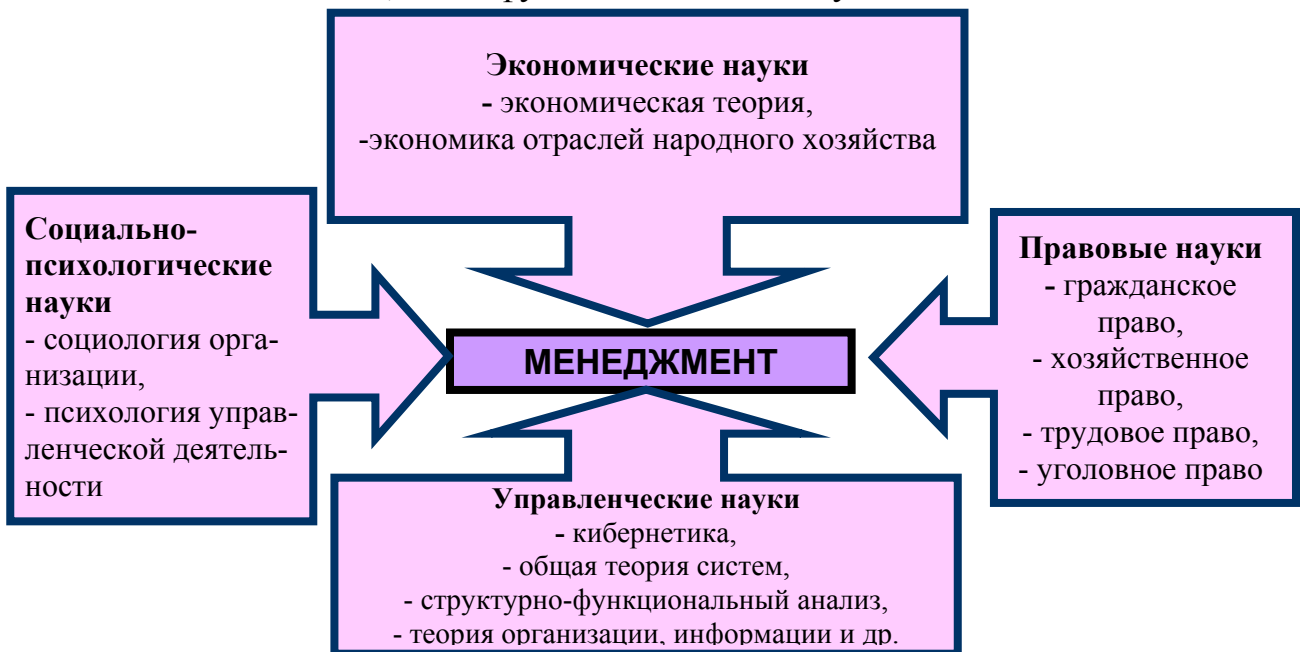 Экономические науки
- экономическая теория,
-экономика отраслей народного хозяйства
Социально-
психологические
науки
- социология орга-
низации,
- психология управ-
ленческой деятель-
ности
МЕНЕДЖМЕНТ
Правовые науки
- гражданское
право,
- хозяйственное
право,
- трудовое право,
- уголовное право
Управленческие науки
- кибернетика,
- общая теория систем,
- структурно-функциональный анализ,
- теория организации, информации и др.